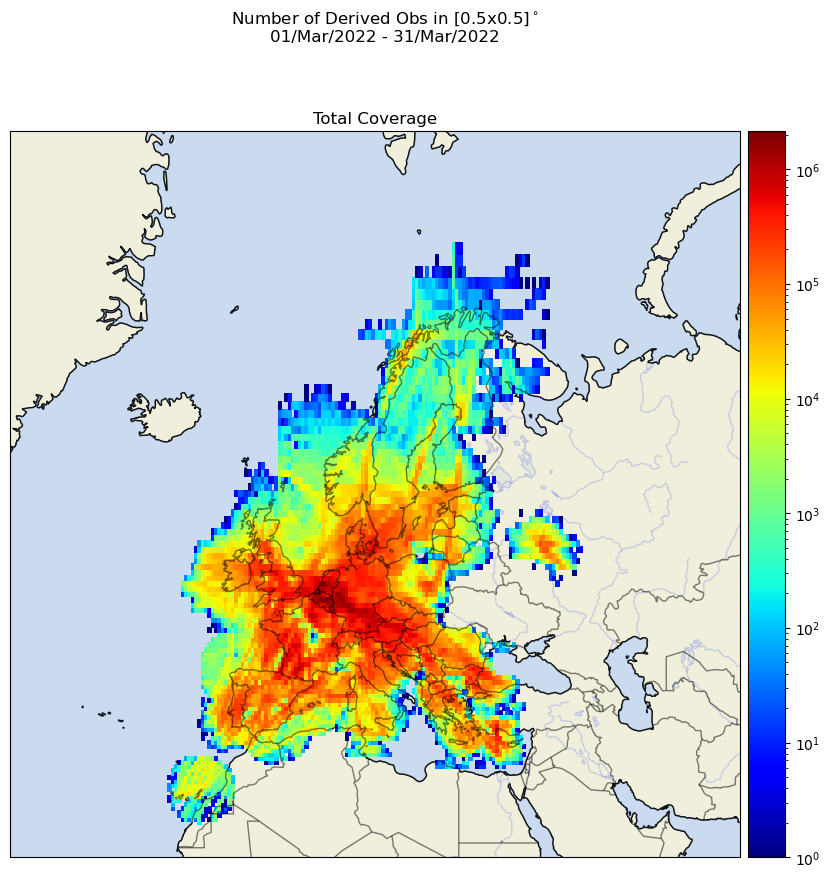 Number of Derived Obs in [0.5x0.5]°
01/Mar/2022 - 31/Mar/2022
Total Coverage
10⁶
10⁵
10⁴
10³
10²
10¹
10⁰